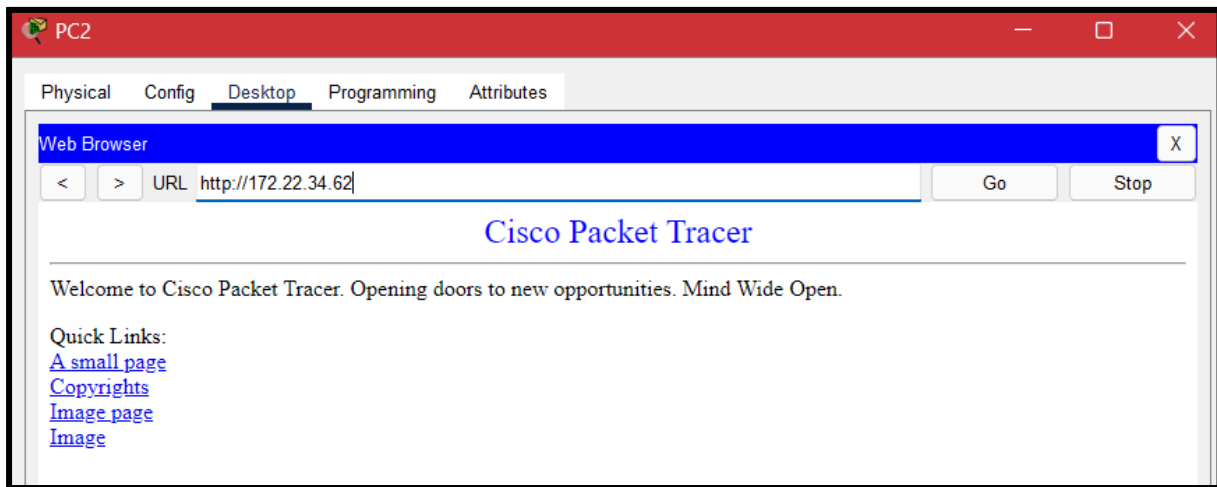 PC2
Physical Config Desktop Programming Attributes
Web Browser X
< > URL http://172.22.34.62 Go Stop
Cisco Packet Tracer
Welcome to Cisco Packet Tracer. Opening doors to new opportunities. Mind Wide Open.
Quick Links:
A small page
Copyrights
Image page
Image